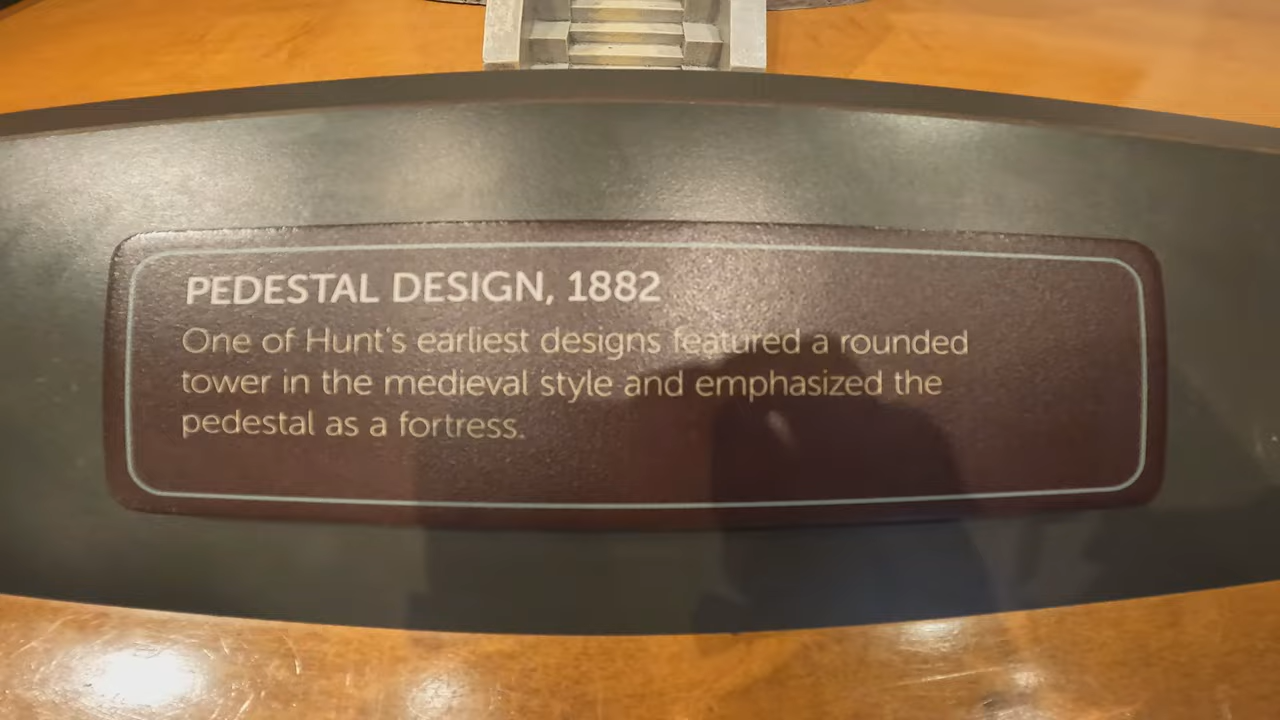 PEDESTAL DESIGN, 1882
One of Hunt's earliest designs featured a rounded
tower in the medieval style and emphasized the
pedestal as a fortress.